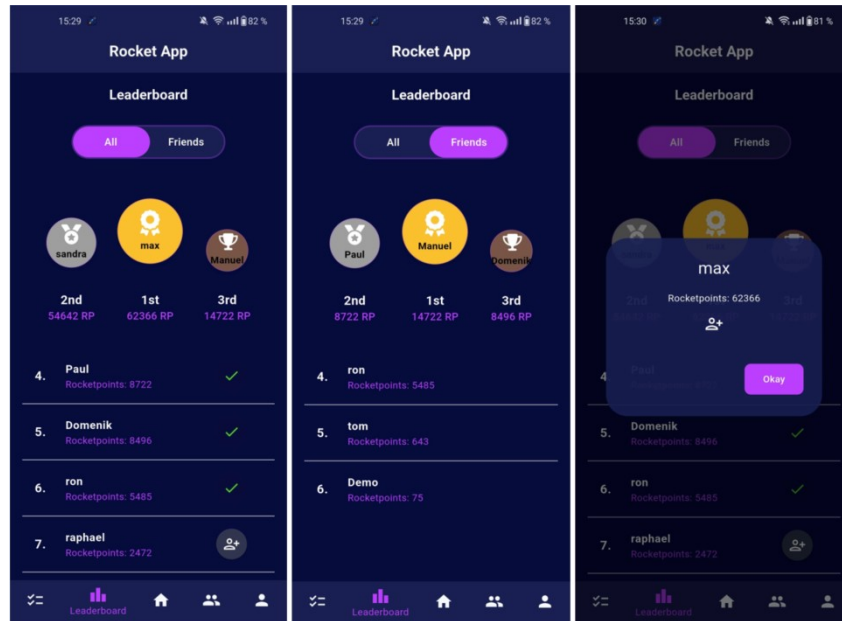 15:29
82 %
Rocket App
Leaderboard
All Friends
sandra
max
Manuel
2nd 1st 3rd
54642 RP 62366 RP 14722 RP
4. Paul
Rocketpoints: 8722
5. Domenik
Rocketpoints: 8496
6. ron
Rocketpoints: 5485
7. raphael
Rocketpoints: 2472
Leaderboard
15:29
82 %
Rocket App
Leaderboard
All Friends
Paul
Manuel
Domenik
2nd 1st 3rd
8722 RP 14722 RP 8496 RP
4. ron
Rocketpoints: 5485
5. tom
Rocketpoints: 643
6. Demo
Rocketpoints: 75
Leaderboard
15:30
81 %
Rocket App
Leaderboard
All Friends
max
Rocketpoints: 62366
2nd 3rd
Okay
4 Paul
5. Domenik
Rocketpoints: 8496
6. ron
Rocketpoints: 5485
7. raphael
Rocketpoints: 2472
Leaderboard